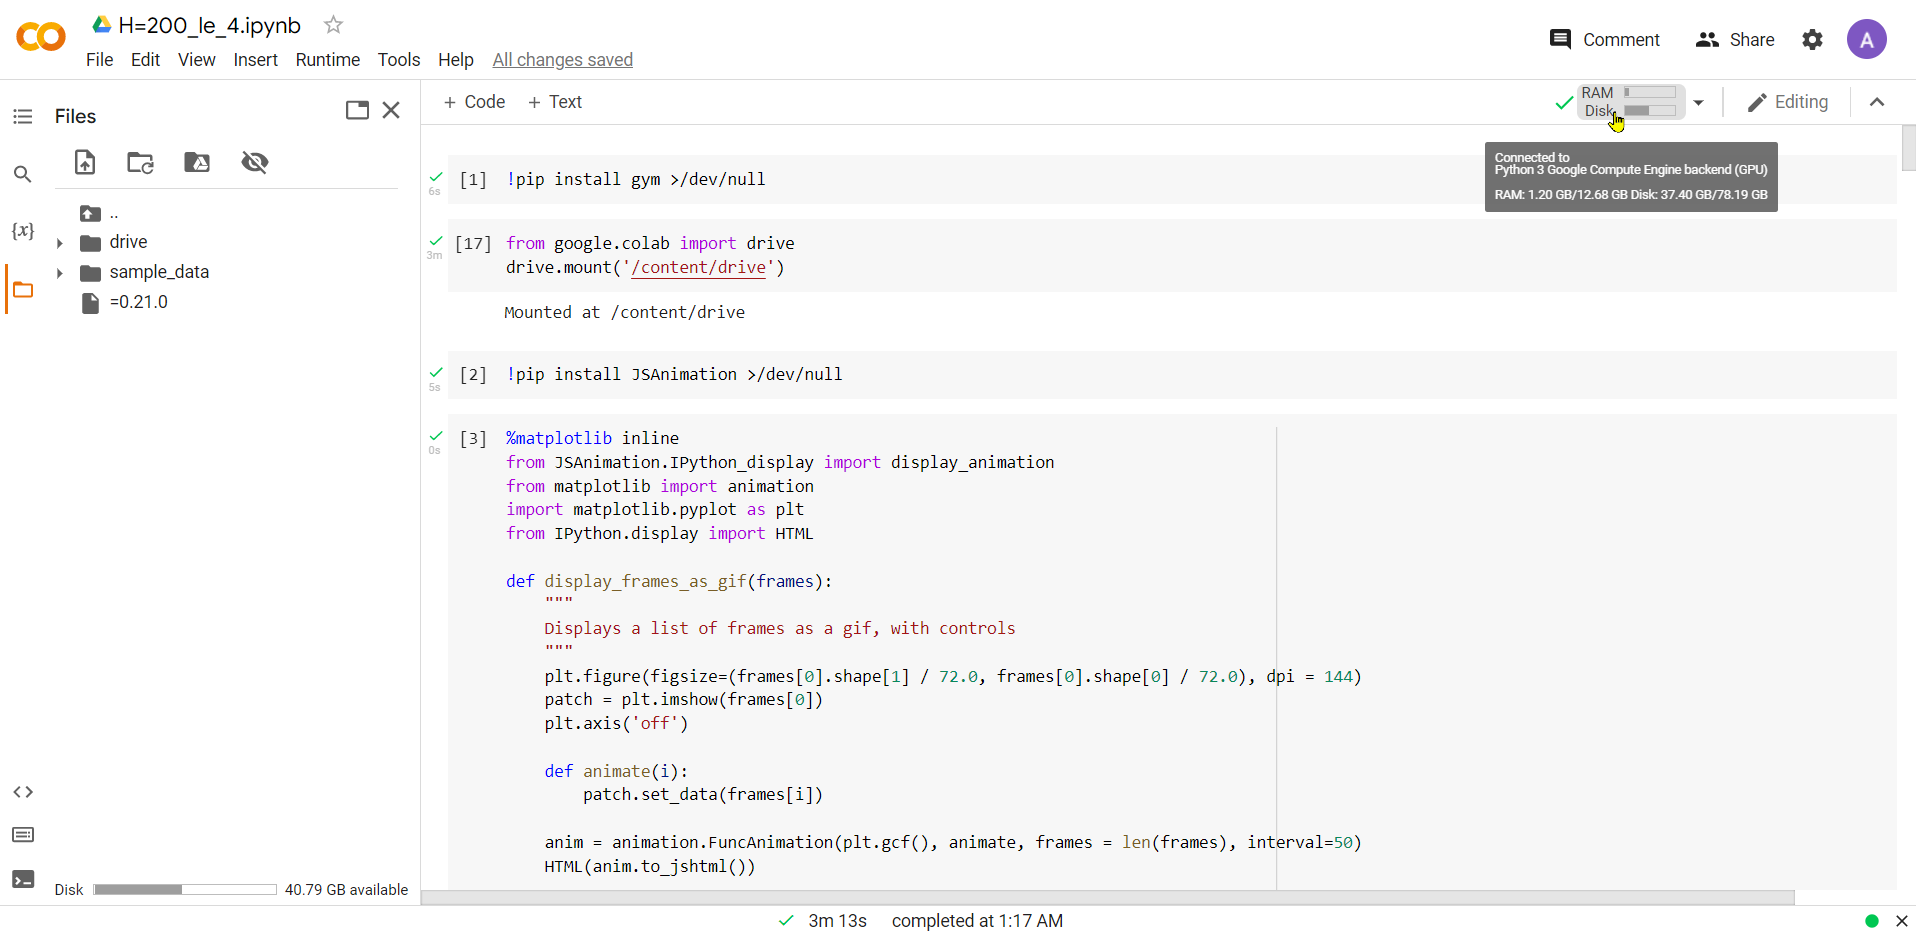 H=200_le_4.ipynb
File Edit View Insert Runtime Tools Help All changes saved
Comment Share A
Files
+ Code + Text
RAM
Disk
Editing
Connected to
Python 3 Google Compute Engine backend (GPU)
RAM: 1.20 GB/12.68 GB Disk: 37.40 GB/78.19 GB
{x}
..
drive
sample_data
=0.21.0
6s [1] !pip install gym >/dev/null
3m [17] from google.colab import drive
drive.mount('/content/drive')
Mounted at /content/drive
5s [2] !pip install JSAnimation >/dev/null
0s [3] %matplotlib inline
from JSAnimation.IPython_display import display_animation
from matplotlib import animation
import matplotlib.pyplot as plt
from IPython.display import HTML
def display_frames_as_gif(frames):
"""
Displays a list of frames as a gif, with controls
"""
plt.figure(figsize=(frames[0].shape[1] / 72.0, frames[0].shape[0] / 72.0), dpi = 144)
patch = plt.imshow(frames[0])
plt.axis('off')
def animate(i):
patch.set_data(frames[i])
anim = animation.FuncAnimation(plt.gcf(), animate, frames = len(frames), interval=50)
HTML(anim.to_jshtml())
Disk 40.79 GB available
3m 13s completed at 1:17 AM